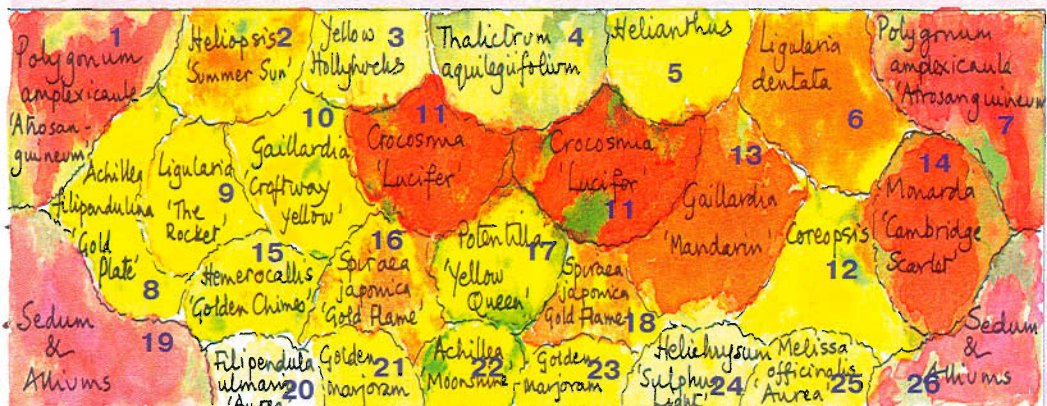 1
Polygonum
amplexicaule
'Atrosan-
guineum'
Heliopsis 2
'Summer Sun'
Yellow 3
Hollyhocks
Thalictrum 4
aquilegiifolium
Helianthus
5
Ligularia
dentata
6
Polygonum
amplexicaule
'Atrosanguineum'
7
Achillea
filipendulina
'Gold
Plate'
8
Ligularia
9
'The
Rocket'
10
Gaillardia
'Croftway
yellow'
11
Crocosmia
'Lucifer'
Crocosmia
'Lucifer'
11
13
Gaillardia
'Mandarin'
Coreopsis
12
14
Monarda
'Cambridge
Scarlet'
15
Hemerocallis
'Golden Chimes'
16
Spiraea
japonica
'Gold Flame'
Potentilla
17
'Yellow
Queen'
Spiraea
japonica
Gold Flame'
18
Sedum
19
&
Alliums
Filipendula
ulmaria
20
'Aurea
Golden
21
marjoram
Achillea
22
'Moonshine'
Golden
23
marjoram
Helichrysum
'Sulphur
24
Light'
Melissa
officinalis
25
Aurea
Sedum
&
26
Alliums